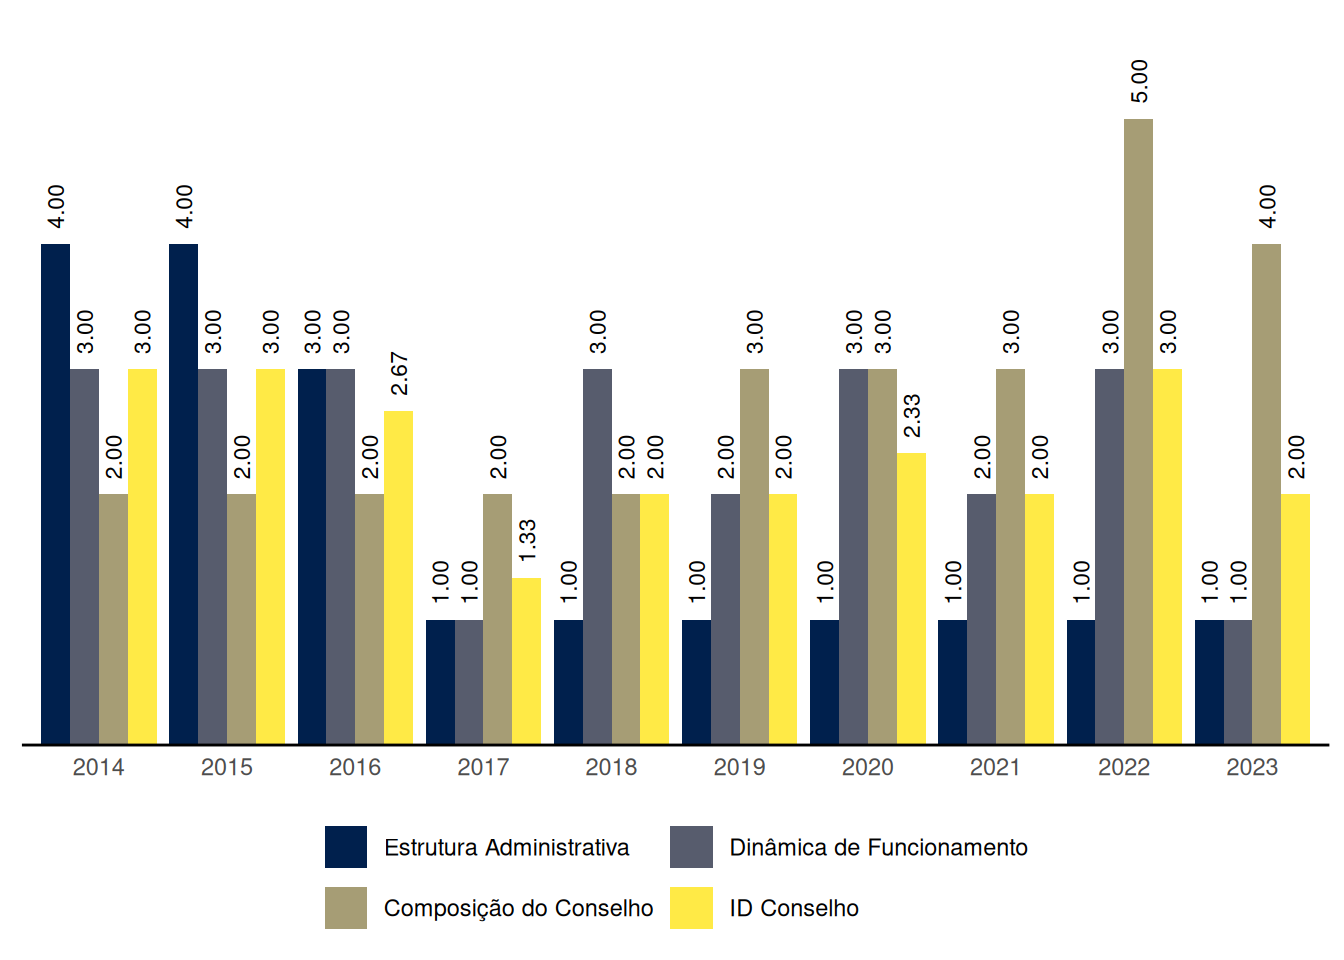 4.00 3.00 2.00 3.00
4.00 3.00 2.00 3.00
3.00 3.00 2.00 2.67
1.00 1.00 2.00 1.33
1.00 3.00 2.00 2.00
1.00 2.00 3.00 2.00
1.00 3.00 3.00 2.33
1.00 2.00 3.00 2.00
1.00 3.00 5.00 3.00
1.00 1.00 4.00 2.00
2014 2015 2016 2017 2018 2019 2020 2021 2022 2023
Estrutura Administrativa Dinâmica de Funcionamento
Composição do Conselho ID Conselho